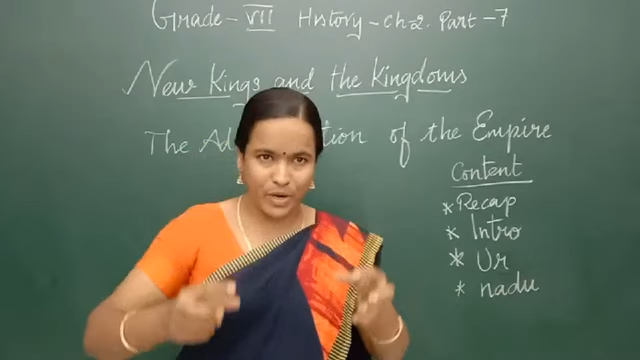 Grade - VII History - Ch-2. Part - 7
New Kings and the Kingdoms
The of the Empire
Content
* Recap
* Intro
* Ur
* nadu